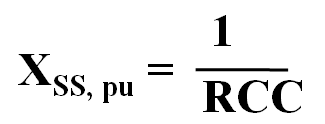 X_SS, pu = 1 / RCC